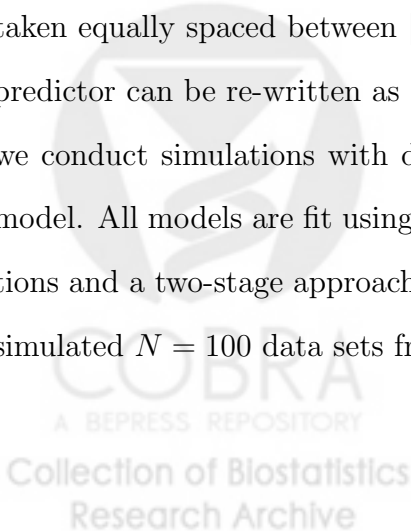 taken equally spaced between
predictor can be re-written as
we conduct simulations with d
model. All models are fit using
tions and a two-stage approach
simulated N = 100 data sets fr
COBRA
A BEPRESS REPOSITORY
Collection of Biostatistics
Research Archive